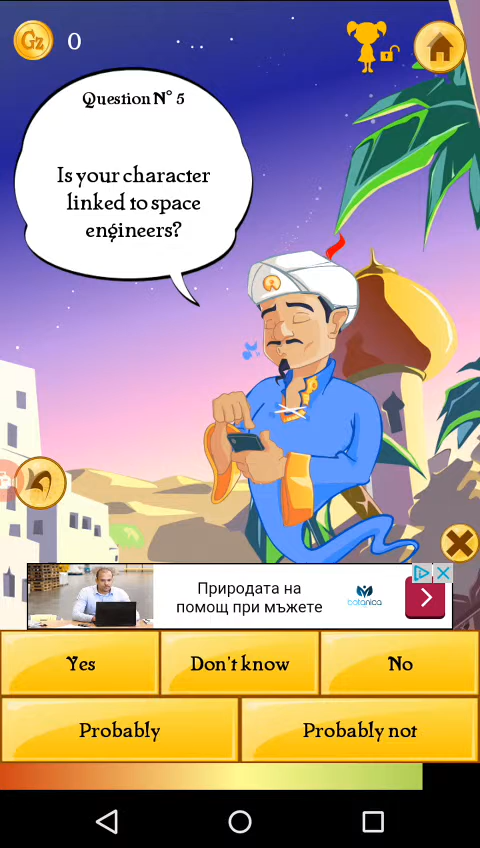 Gz 0
Question N° 5
Is your character
linked to space
engineers?
Природата на
помощ при мъжете
botanica
Yes
Don't know
No
Probably
Probably not